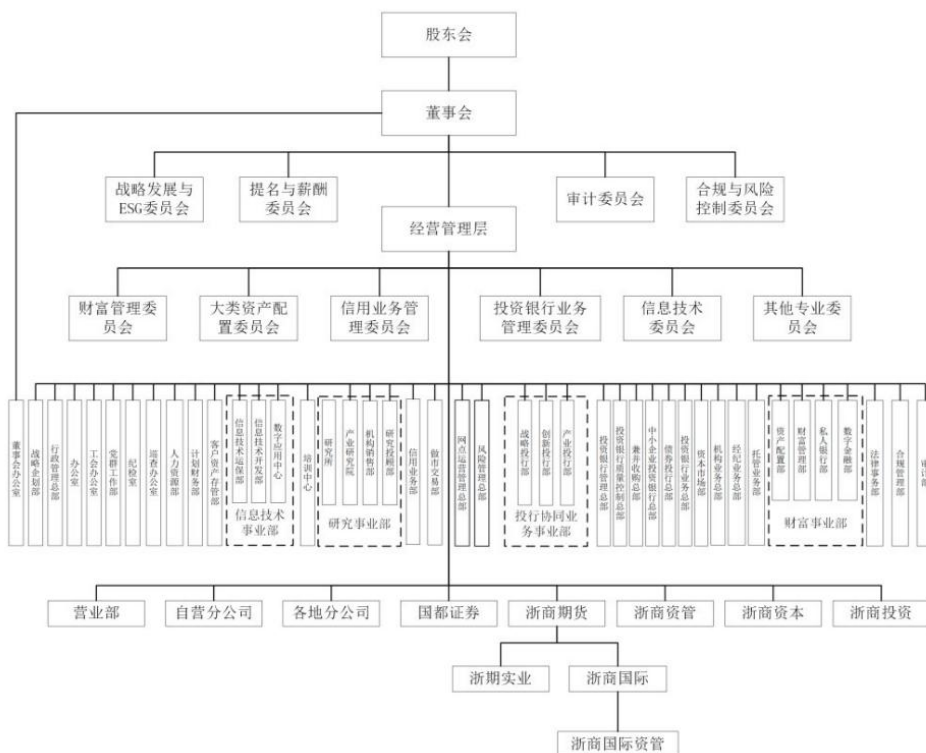 股东会
董事会
战略发展与
ESG委员会
提名与薪酬
委员会
审计委员会
合规与风险
控制委员会
经营管理层
财富管理委
员会
大类资产配
置委员会
信用业务管
理委员会
投资银行业务
管理委员会
信息技术
委员会
其他专业委
员会
董事会办公室
战略企划部
行政管理总部
办公室
工会办公室
党群工作部
纪检室
巡查办公室
人力资源部
计划财务部
客户资产存管部
信息技术运保部
信息技术开发部
数字应用中心
信息技术
事业部
培训中心
研究所
产业研究院
机构销售部
研究投顾部
研究事业部
信用业务部
做市交易部
网点运营管理总部
风险管理总部
战略投行部
创新投行部
产业投行部
投行协同业
务事业部
投资银行管理总部
投资银行质量控制总部
兼并收购总部
中小企业投资银行总部
债券投行总部
投资银行业务总部
资本市场部
机构业务总部
经纪业务总部
托管业务部
资产配置部
财富管理部
私人银行部
数字金融部
财富事业部
法律事务部
合规管理部
审计
营业部
自营分公司
各地分公司
国都证券
浙商期货
浙商资管
浙商资本
浙商投资
浙期实业
浙商国际
浙商国际资管